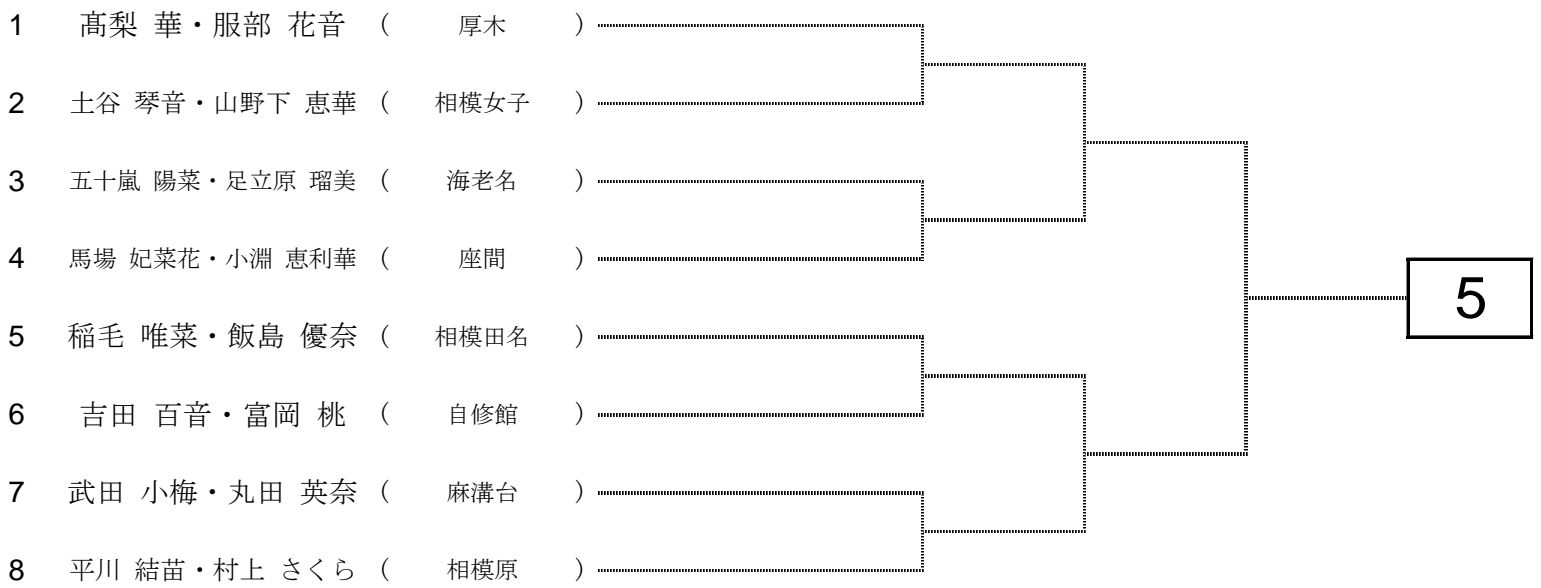 1 髙梨 華・服部 花音 ( 厚木 )
2 土谷 琴音・山野下 恵華 ( 相模女子 )
3 五十嵐 陽菜・足立原 瑠美 ( 海老名 )
4 馬場 妃菜花・小淵 恵利華 ( 座間 )
5
5 稲毛 唯菜・飯島 優奈 ( 相模田名 )
6 吉田 百音・富岡 桃 ( 自修館 )
7 武田 小梅・丸田 英奈 ( 麻溝台 )
8 平川 結苗・村上 さくら ( 相模原 )